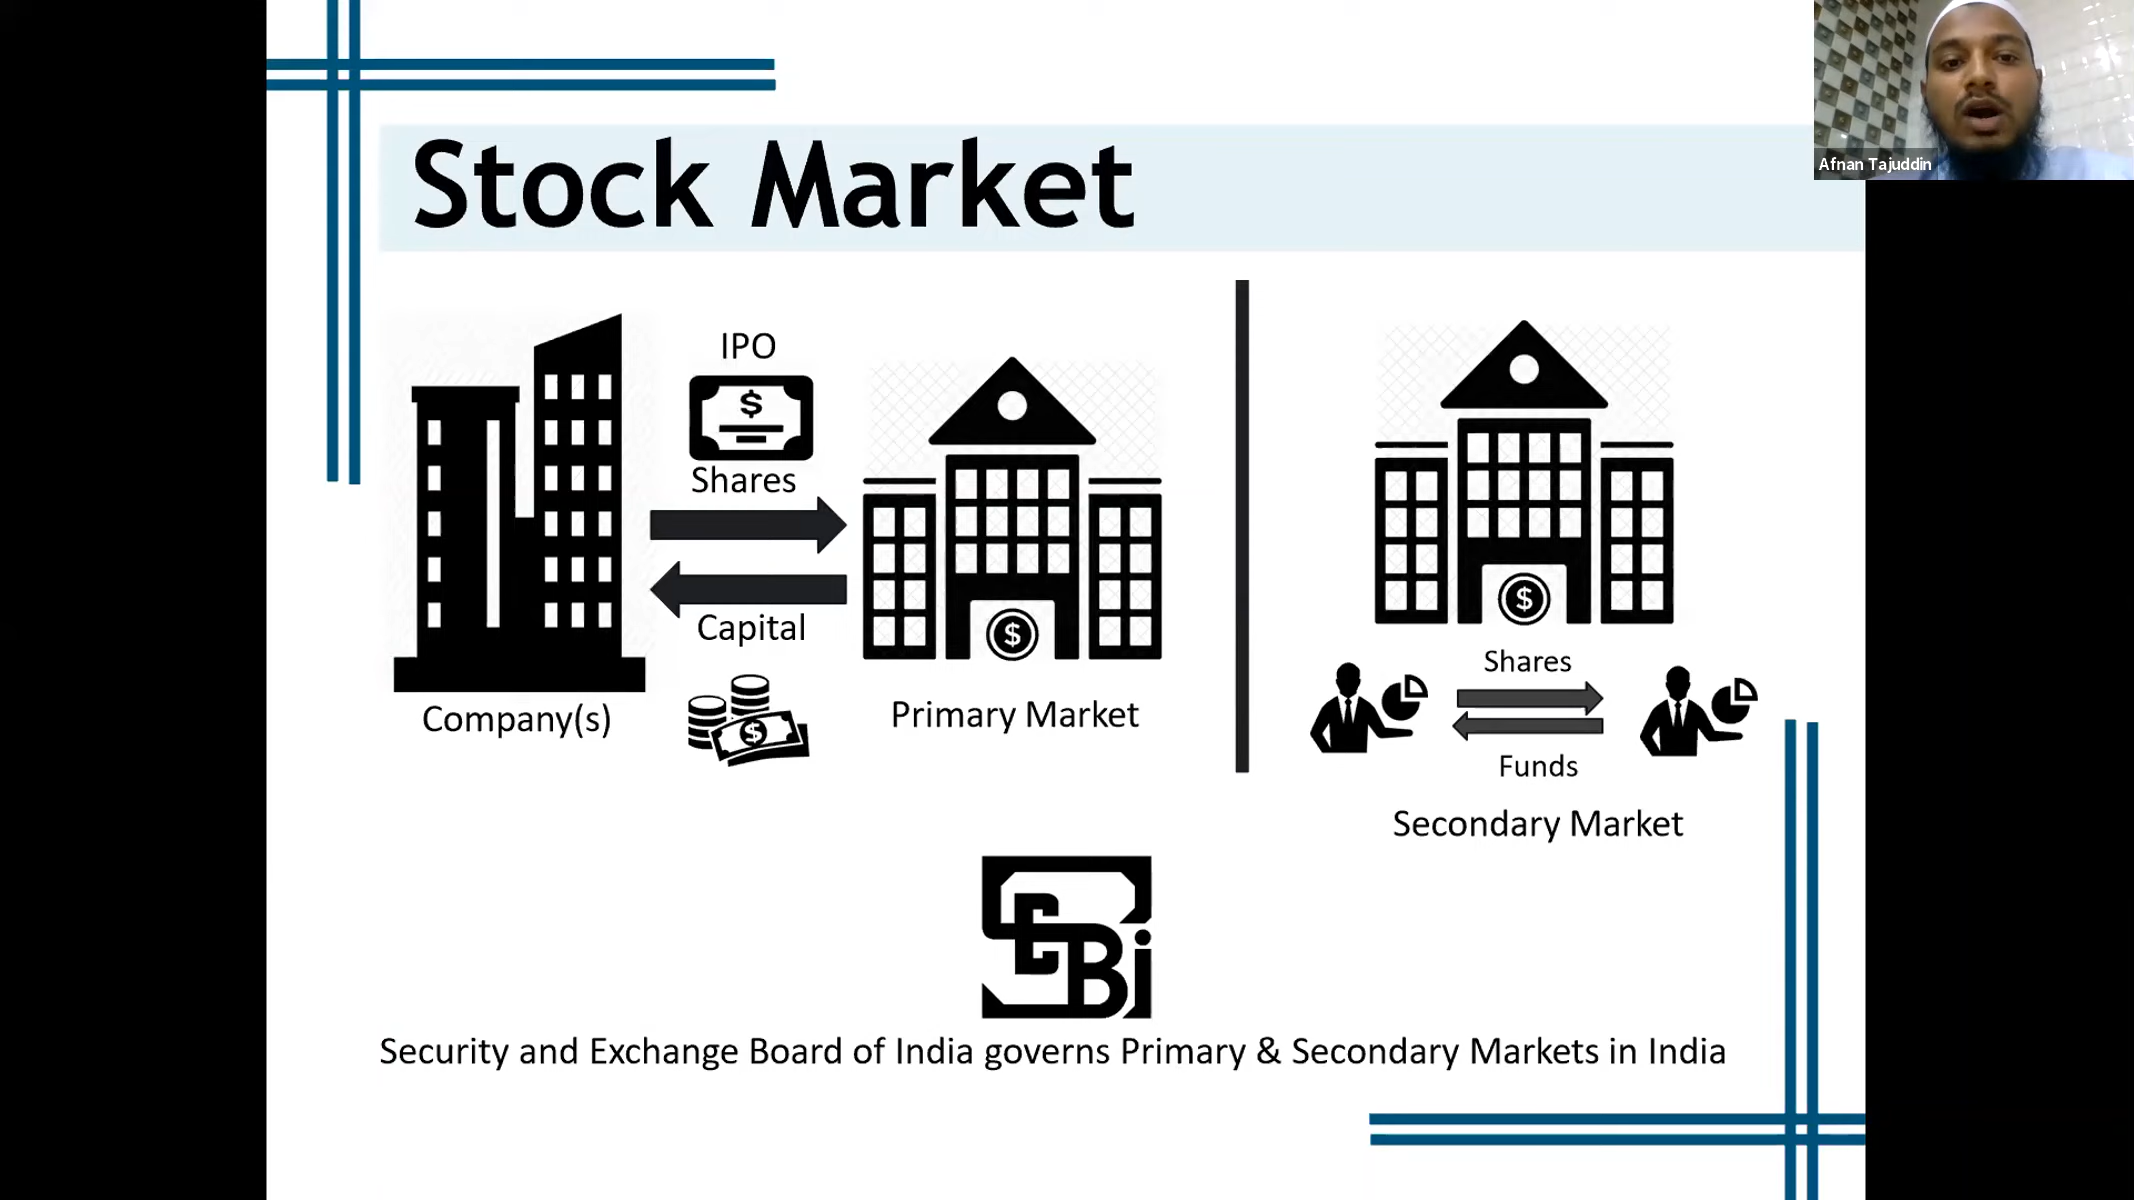 Afnan Tajuddin
Stock Market
IPO
$
Shares
Capital
$
Company(s)
$
Primary Market
$
Shares
Funds
Secondary Market
SEBi
Security and Exchange Board of India governs Primary & Secondary Markets in India